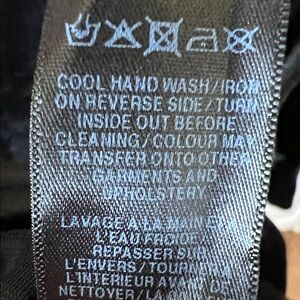 COOL HAND WASH/IRON
ON REVERSE SIDE/TURN
INSIDE OUT BEFORE
CLEANING/COLOUR MAY
TRANSFER ONTO OTHER
GARMENTS AND
UPHOLSTERY
LAVAGE A LA
L'EAU FROIDE
REPASSER SUR
L'ENVERS/TOURNER A
L'INTERIEUR AVANT DE
NETTOYER/LA